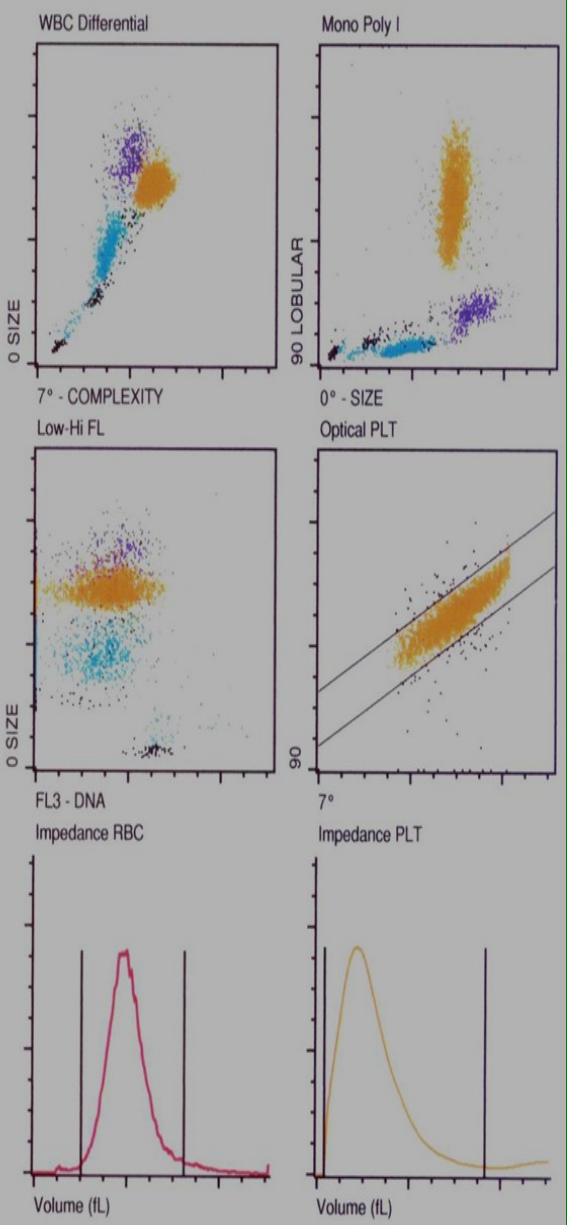 WBC Differential
Mono Poly I
0 SIZE
90 LOBULAR
7° - COMPLEXITY
0° - SIZE
Low-Hi FL
Optical PLT
0 SIZE
90
FL3 - DNA
7°
Impedance RBC
Impedance PLT
Volume (fL)
Volume (fL)